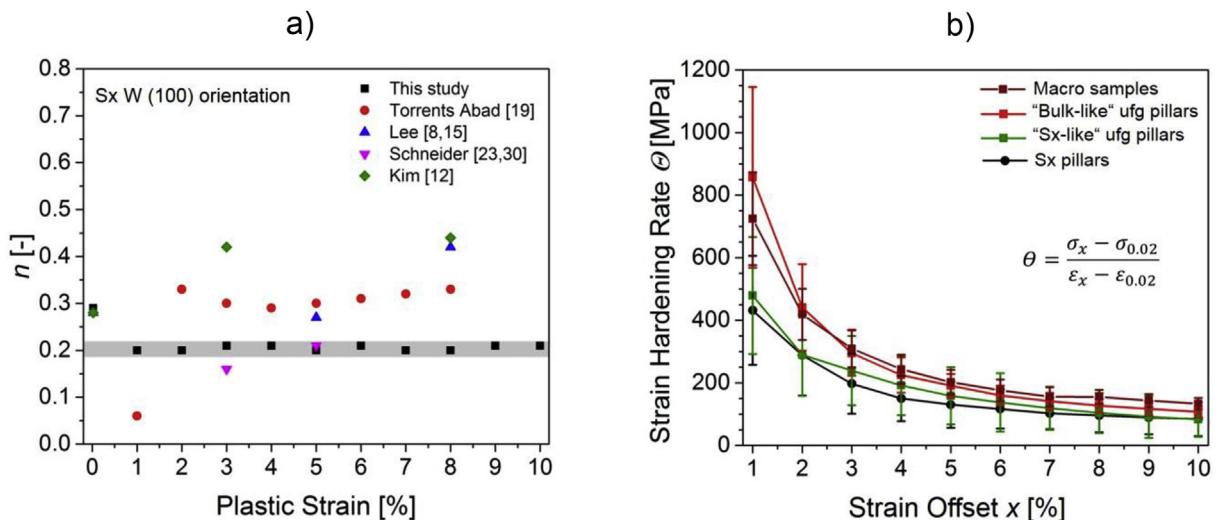 a)
0.8
0.7
0.6
0.5
0.4
0.3
0.2
0.1
0.0
n [-]
Sx W (100) orientation
This study
Torrents Abad [19]
Lee [8,15]
Schneider [23,30]
Kim [12]
0 1 2 3 4 5 6 7 8 9 10
Plastic Strain [%]
b)
1200
1000
800
600
400
200
0
Strain Hardening Rate Θ [MPa]
Macro samples
“Bulk-like“ ufg pillars
“Sx-like“ ufg pillars
Sx pillars
θ = (σx − σ0.02) / (εx − ε0.02)
1 2 3 4 5 6 7 8 9 10
Strain Offset x [%]